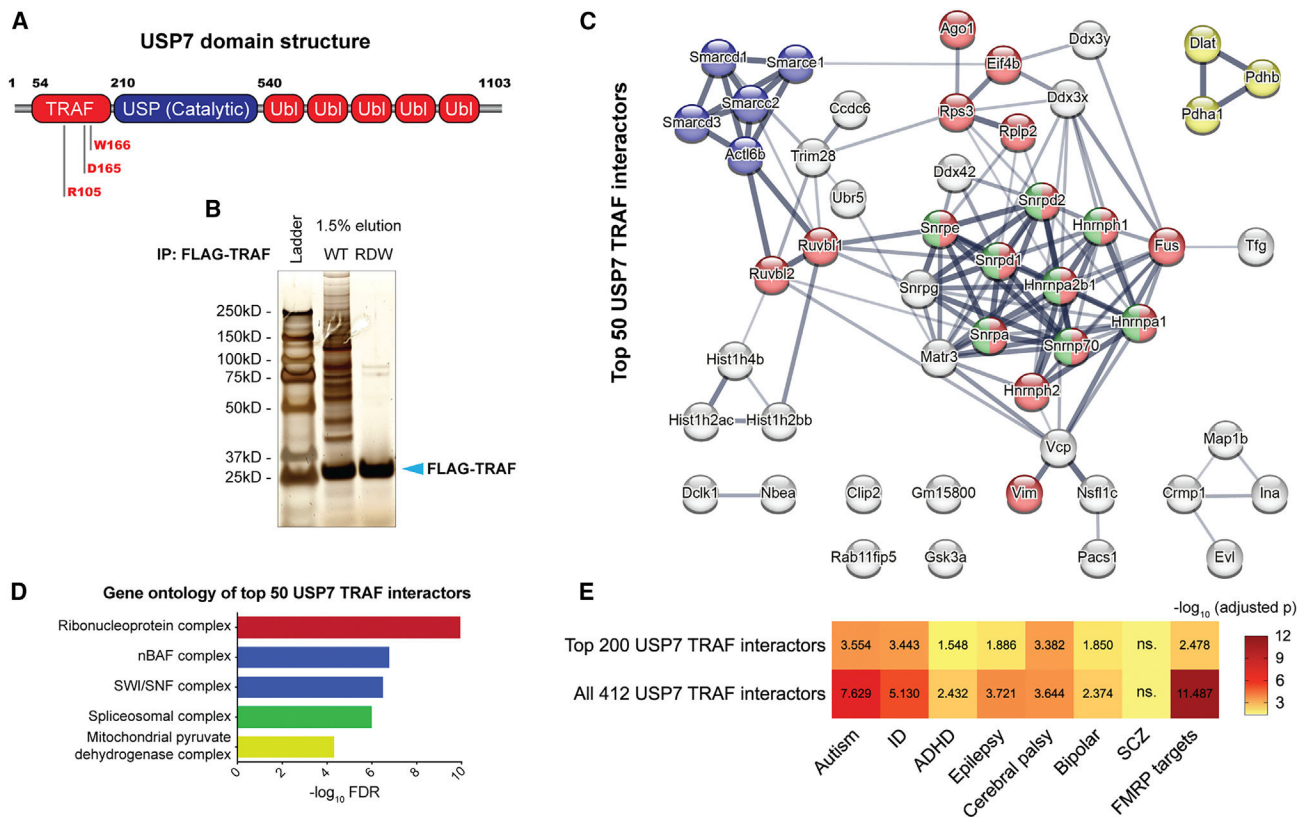 A
USP7 domain structure
1 54 210 540 1103
TRAF USP (Catalytic) Ubl Ubl Ubl Ubl Ubl
W166
D165
R105
B
Ladder
1.5% elution
IP: FLAG-TRAF WT RDW
250kD -
150kD -
100kD -
75kD -
50kD -
37kD -
25kD -
FLAG-TRAF
C
Top 50 USP7 TRAF interactors
Smarcd1
Smarce1
Smarcc2
Smarcd3
Actl6b
Ago1
Eif4b
Ddx3y
Dlat
Pdhb
Pdha1
Ccdc6
Rps3
Ddx3x
Rplp2
Trim28
Ddx42
Ubr5
Snrpd2
Snrpe
Hnrnph1
Ruvbl1
Snrpd1
Fus
Tfg
Ruvbl2
Snrpg
Hnrnpa2b1
Hnrnpa1
Snrpa
Snrnp70
Hist1h4b
Matr3
Hnrnph2
Hist1h2ac
Hist1h2bb
Vcp
Map1b
Dclk1
Nbea
Clip2
Gm15800
Vim
Nsfl1c
Crmp1
Ina
Rab11fip5
Gsk3a
Pacs1
Evl
D
Gene ontology of top 50 USP7 TRAF interactors
Ribonucleoprotein complex
nBAF complex
SWI/SNF complex
Spliceosomal complex
Mitochondrial pyruvate
dehydrogenase complex
0 2 4 6 8 10
-log10 FDR
E
-log10 (adjusted p)
Top 200 USP7 TRAF interactors 3.554 3.443 1.548 1.886 3.382 1.850 ns. 2.478
All 412 USP7 TRAF interactors 7.629 5.130 2.432 3.721 3.644 2.374 ns. 11.487
12
9
6
3
Autism
ID
ADHD
Epilepsy
Cerebral palsy
Bipolar
SCZ
FMRP targets